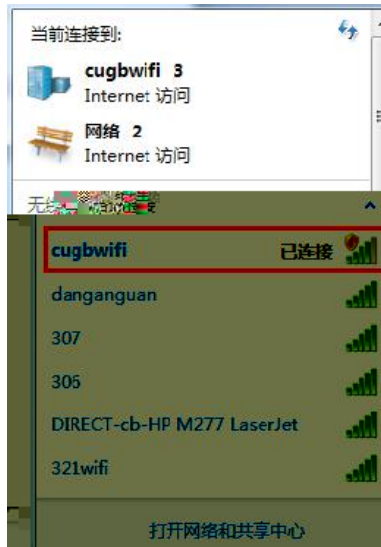 当前连接到:
cugbwifi 3
Internet 访问
网络 2
Internet 访问
cugbwifi 已连接
danganguan
307
306
DIRECT-cb-HP M277 LaserJet
321wifi
打开网络和共享中心